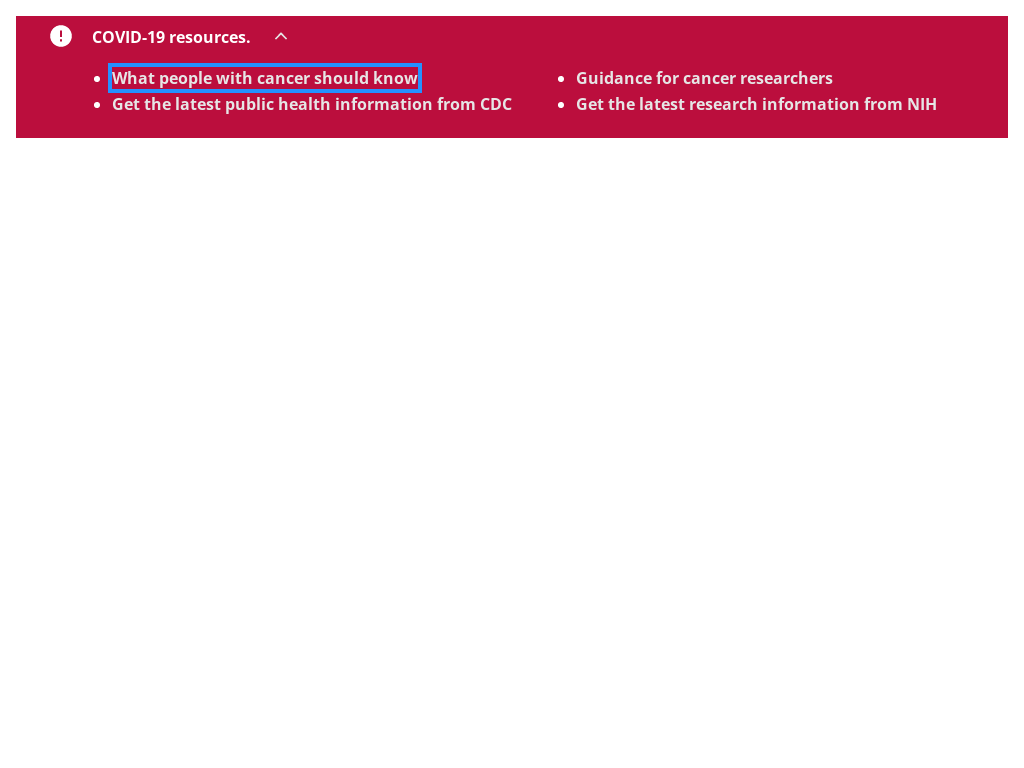 COVID-19 resources.
What people with cancer should know
Get the latest public health information from CDC
Guidance for cancer researchers
Get the latest research information from NIH